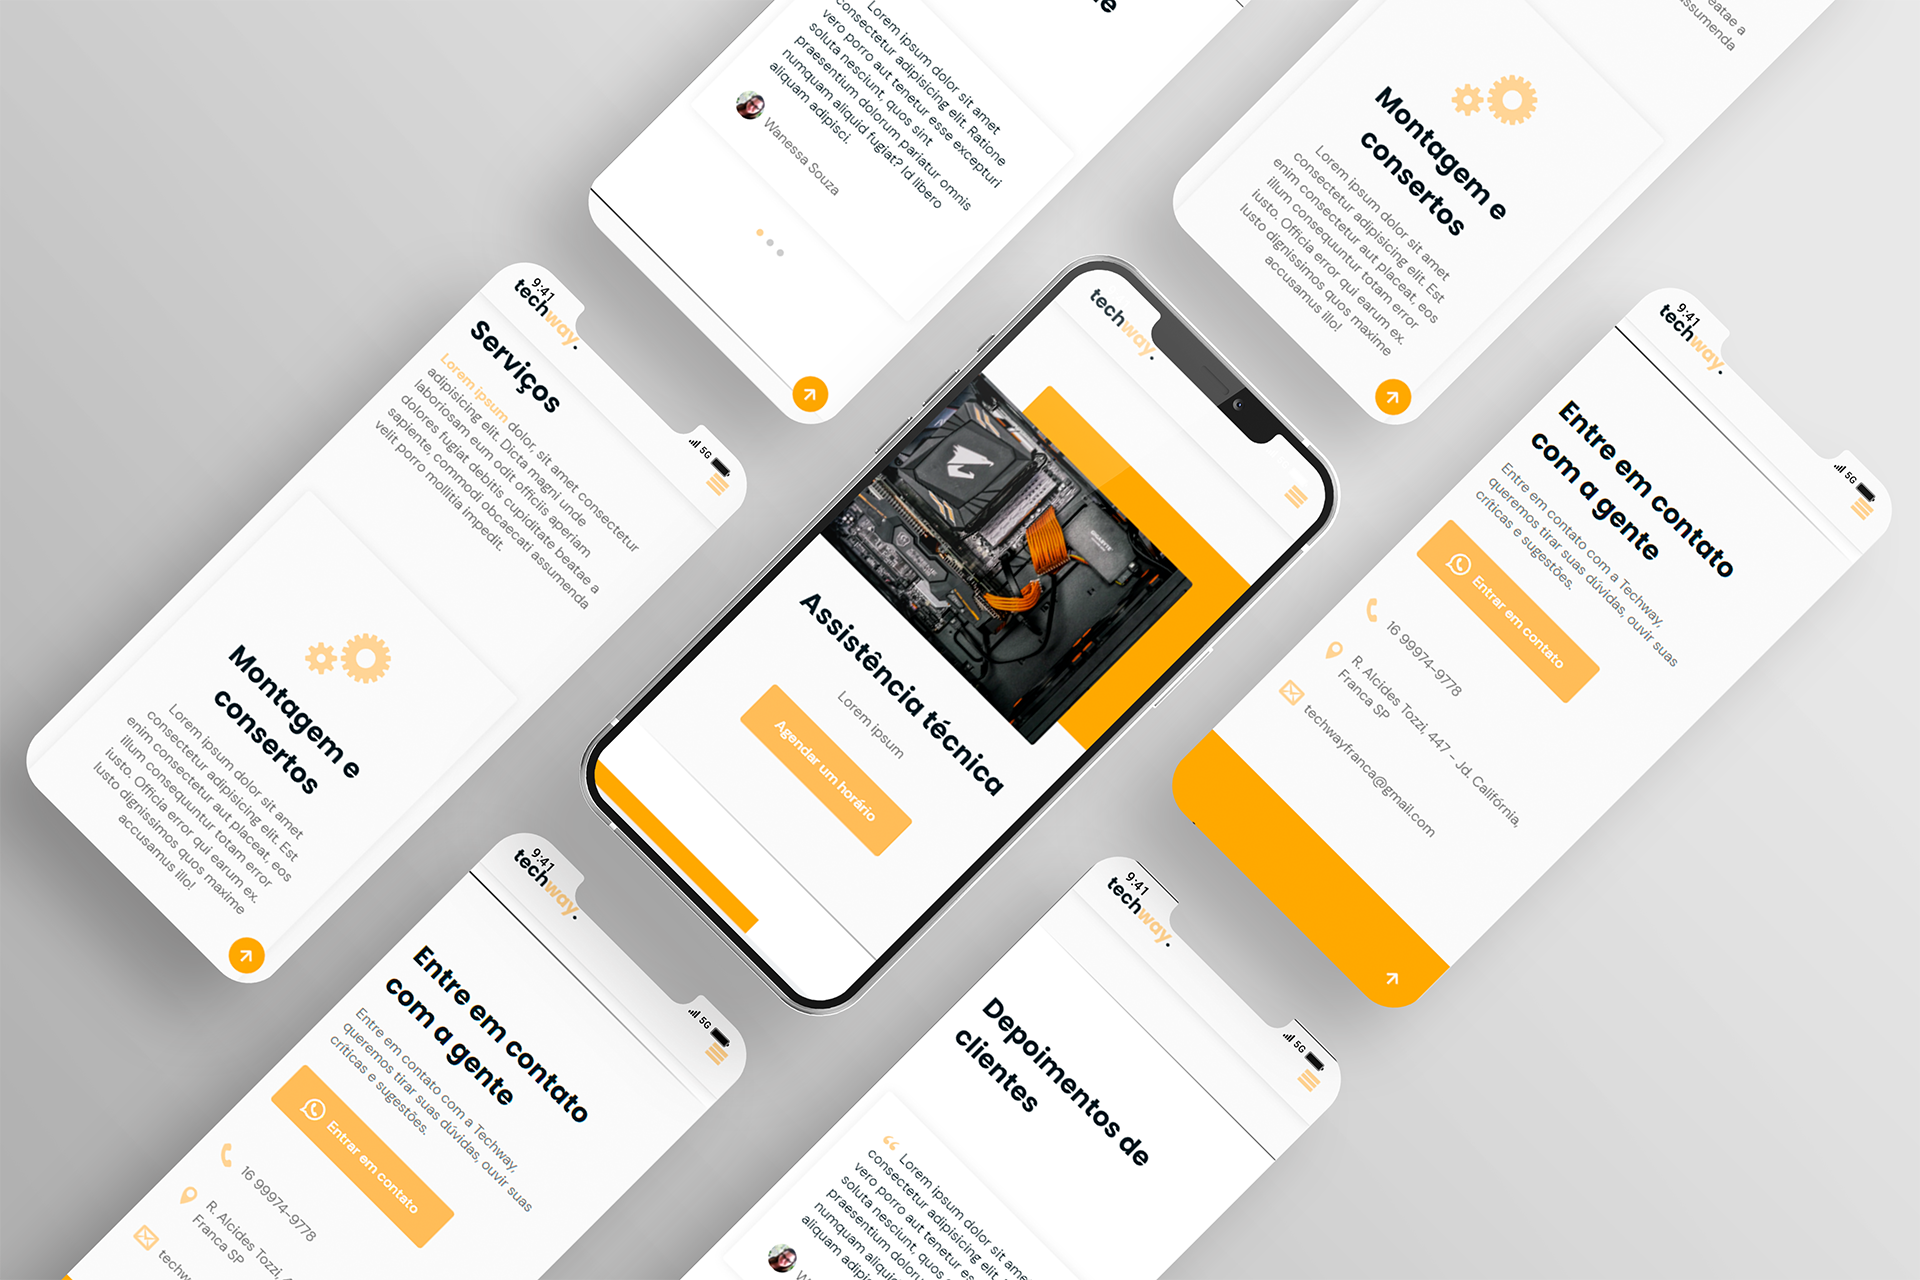 Lorem ipsum dolor sit amet
consectetur adipisicing elit. Ratione
vero porro aut tenetur esse excepturi
soluta nesciunt, quos sint
praesentium dolorum pariatur omnis
numquam aliquid fugiat? Id libero
aliquam adipisci.
Wanessa Souza
beatae a
assumenda
Montagem e
consertos
Lorem ipsum dolor sit amet
consectetur adipisicing elit. Est
enim consectetur aut placeat, eos
illum consequuntur totam error
iusto. Officia error qui earum ex.
Iusto dignissimos quos maxime
accusamus illo!
9:41
techway.
5G
Serviços
Lorem ipsum dolor, sit amet consectetur
adipisicing elit. Dicta magni unde
laboriosam eum odit officiis aperiam
dolores fugiat debitis cupiditate beatae a
sapiente, commodi obcaecati assumenda
velit porro mollitia impedit.
Montagem e
consertos
Lorem ipsum dolor sit amet
consectetur adipisicing elit. Est
enim consectetur aut placeat, eos
illum consequuntur totam error
iusto. Officia error qui earum ex.
Iusto dignissimos quos maxime
accusamus illo!
techway.
Assistência técnica
Lorem ipsum
Agendar um horário
9:41
techway.
5G
Entre em contato
com a gente
Entre em contato com a Techway,
queremos tirar suas dúvidas, ouvir suas
críticas e sugestões.
Entrar em contato
16 99974-9778
R. Alcides Tozzi, 447 - Jd. Califórnia,
Franca SP
techwayfranca@gmail.com
9:41
techway.
5G
Entre em contato
com a gente
Entre em contato com a Techway,
queremos tirar suas dúvidas, ouvir suas
críticas e sugestões.
Entrar em contato
16 99974-9778
R. Alcides Tozzi,
Franca SP
9:41
techway.
5G
Depoimentos de
clientes
“ Lorem ipsum dolor sit ame
consectetur adipisicing elit.
vero porro aut tenetur es
soluta nesciunt, quos
praesentium dolor
numquam aliqui
aliquam adipi